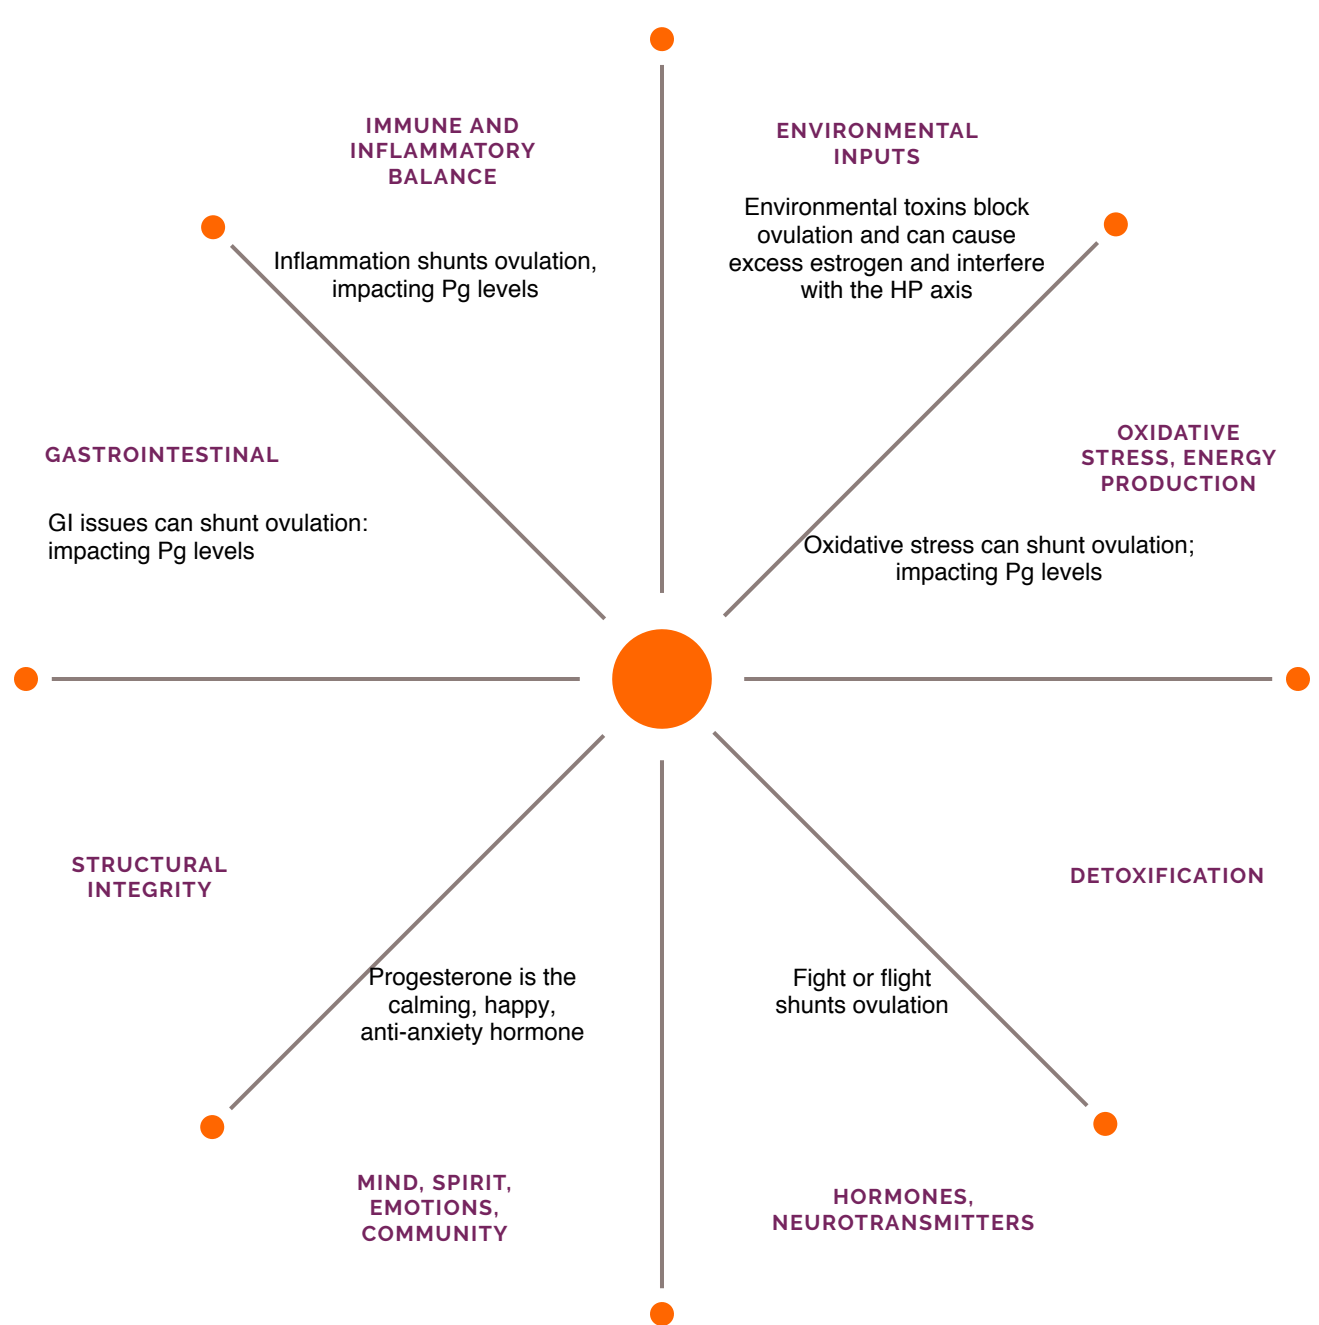 IMMUNE AND
INFLAMMATORY
BALANCE
Inflammation shunts ovulation,
impacting Pg levels
ENVIRONMENTAL
INPUTS
Environmental toxins block
ovulation and can cause
excess estrogen and interfere
with the HP axis
GASTROINTESTINAL
GI issues can shunt ovulation:
impacting Pg levels
OXIDATIVE
STRESS, ENERGY
PRODUCTION
Oxidative stress can shunt ovulation;
impacting Pg levels
STRUCTURAL
INTEGRITY
DETOXIFICATION
Progesterone is the
calming, happy,
anti-anxiety hormone
Fight or flight
shunts ovulation
MIND, SPIRIT,
EMOTIONS,
COMMUNITY
HORMONES,
NEUROTRANSMITTERS